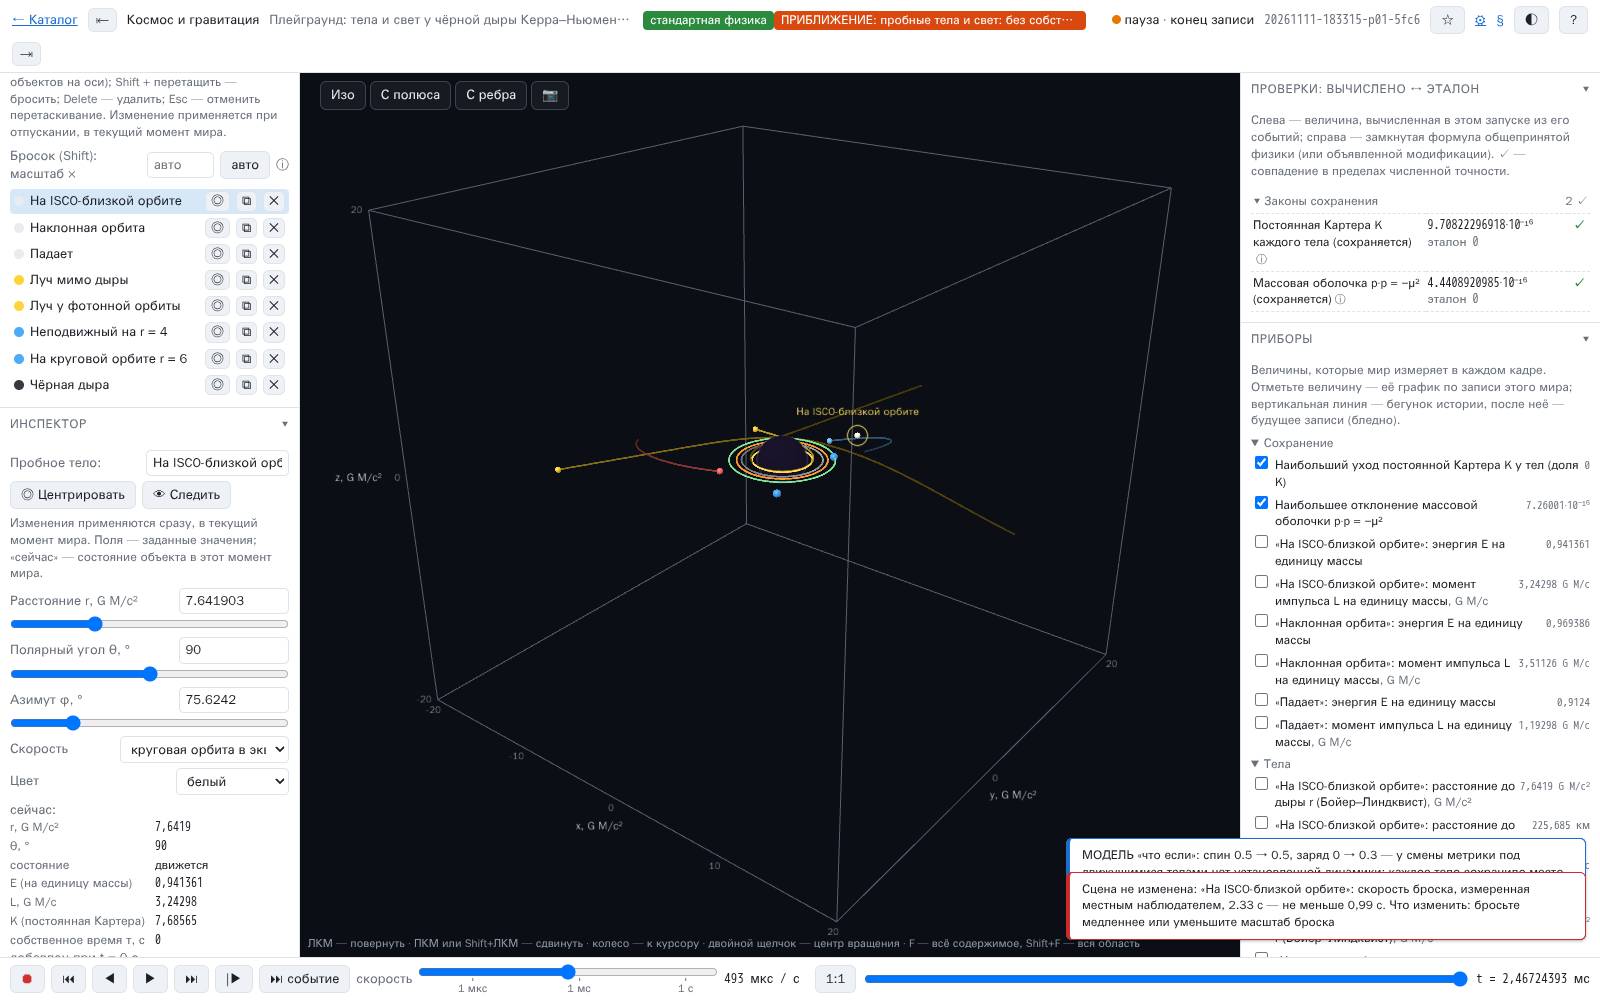 ← Каталог
⇤
Космос и гравитация
Плейграунд: тела и свет у чёрной дыры Керра–Ньюмен···
стандартная физика
ПРИБЛИЖЕНИЕ: пробные тела и свет: без собст···
пауза · конец записи
20261111-183315-p01-5fc6
☆
§
?
⇥
объектов на оси); Shift + перетащить —
бросить; Delete — удалить; Esc — отменить
перетаскивание. Изменение применяется при
отпускании, в текущий момент мира.
Бросок (Shift):
масштаб ×
авто
авто
На ISCO-близкой орбите
Наклонная орбита
Падает
Луч мимо дыры
Луч у фотонной орбиты
Неподвижный на r = 4
На круговой орбите r = 6
Чёрная дыра
ИНСПЕКТОР
Пробное тело:
На ISCO-близкой орб
Центрировать
Следить
Изменения применяются сразу, в текущий
момент мира. Поля — заданные значения;
«сейчас» — состояние объекта в этот момент
мира.
Расстояние r, G M/c²
7.641903
Полярный угол θ, °
90
Азимут φ, °
75.6242
Скорость
круговая орбита в эки
Цвет
белый
сейчас:
r, G M/c² 7,6419
θ, ° 90
состояние движется
E (на единицу массы) 0,941361
L, G M/c 3,24298
K (постоянная Картера) 7,68565
собственное время τ, с 0
Изо
С полюса
С ребра
20
z, G M/c² 0
-20
-20
-10
0
x, G M/c²
10
20
0
y, G M/c²
20
На ISCO-близкой орбите
ЛКМ — повернуть · ПКМ или Shift+ЛКМ — сдвинуть · колесо — к курсору · двойной щелчок — центр вращения · F — всё содержимое, Shift+F — вся область
ПРОВЕРКИ: ВЫЧИСЛЕНО ↔ ЭТАЛОН
Слева — величина, вычисленная в этом запуске из его
событий; справа — замкнутая формула общепринятой
физики (или объявленной модификации). ✓ —
совпадение в пределах численной точности.
Законы сохранения 2 ✓
Постоянная Картера K
каждого тела (сохраняется)
9.70822296918·10⁻¹⁶
эталон 0
✓
Массовая оболочка p·p = −μ²
(сохраняется)
4.4408920985·10⁻¹⁶
эталон 0
✓
ПРИБОРЫ
Величины, которые мир измеряет в каждом кадре.
Отметьте величину — её график по записи этого мира;
вертикальная линия — бегунок истории, после неё —
будущее записи (бледно).
Сохранение
Наибольший уход постоянной Картера K у тел (доля 0
K)
Наибольшее отклонение массовой 7.26001·10⁻¹⁶
оболочки p·p = −μ²
«На ISCO-близкой орбите»: энергия E на 0,941361
единицу массы
«На ISCO-близкой орбите»: момент 3,24298 G M/c
импульса L на единицу массы, G M/c
«Наклонная орбита»: энергия E на единицу 0,969386
массы
«Наклонная орбита»: момент импульса L 3,51126 G M/c
на единицу массы, G M/c
«Падает»: энергия E на единицу массы 0,9124
«Падает»: момент импульса L на единицу 1,19298 G M/c
массы, G M/c
Тела
«На ISCO-близкой орбите»: расстояние до 7,6419 G M/c²
дыры r (Бойер–Линдквист), G M/c²
«На ISCO-близкой орбите»: расстояние до 225,685 км
МОДЕЛЬ «что если»: спин 0.5 → 0.5, заряд 0 → 0.3 — у смены метрики под
Сцена не изменена: «На ISCO-близкой орбите»: скорость броска, измеренная
местным наблюдателем, 2.33 c — не меньше 0,99 c. Что изменить: бросьте
медленнее или уменьшите масштаб броска
событие
скорость
1 мкс
1 мс
1 с
493 мкс / с
1:1
t = 2,46724393 мс